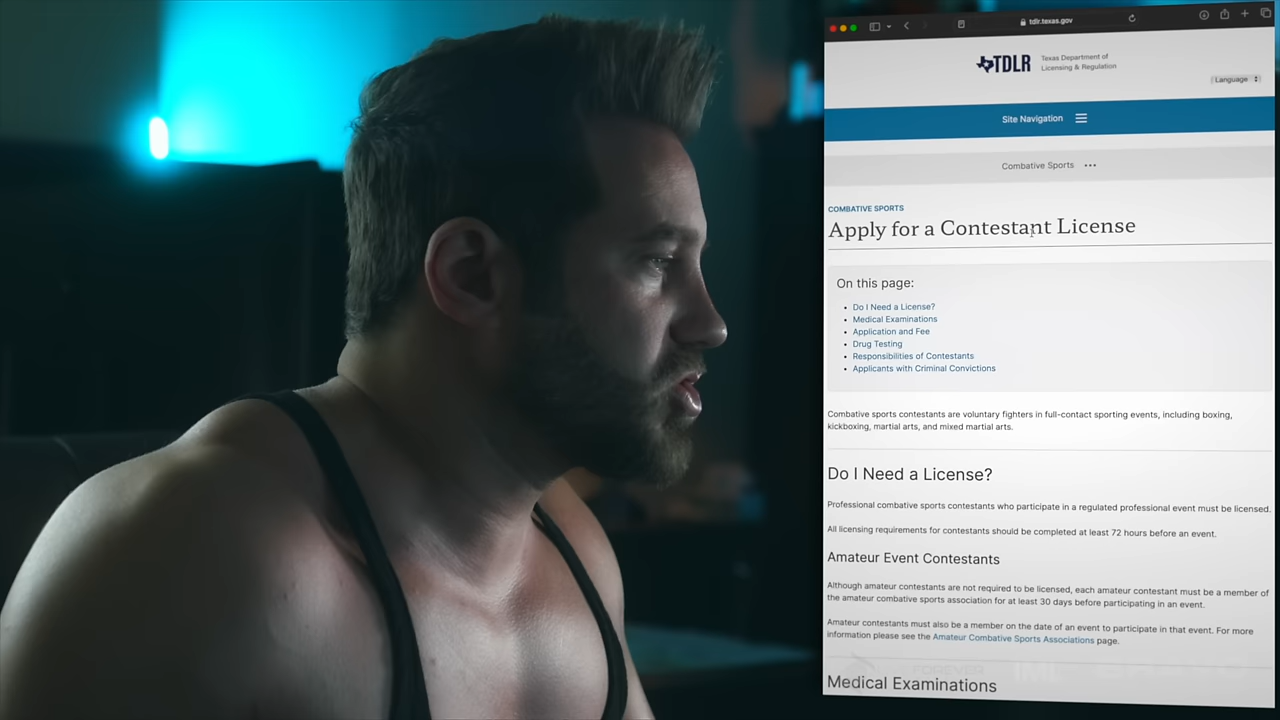 tdlr.texas.gov
TDLR
Texas Department of
Licensing & Regulation
Language
Site Navigation
Combative Sports
COMBATIVE SPORTS
Apply for a Contestant License
On this page:
• Do I Need a License?
• Medical Examinations
• Application and Fee
• Drug Testing
• Responsibilities of Contestants
• Applicants with Criminal Convictions
Combative sports contestants are voluntary fighters in full-contact sporting events, including boxing,
kickboxing, martial arts, and mixed martial arts.
Do I Need a License?
Professional combative sports contestants who participate in a regulated professional event must be licensed.
All licensing requirements for contestants should be completed at least 72 hours before an event.
Amateur Event Contestants
Although amateur contestants are not required to be licensed, each amateur contestant must be a member of
the amateur combative sports association for at least 30 days before participating in an event.
Amateur contestants must also be a member on the date of an event to participate in that event. For more
information please see the Amateur Combative Sports Associations page.
FOREVER
Medical Examinations